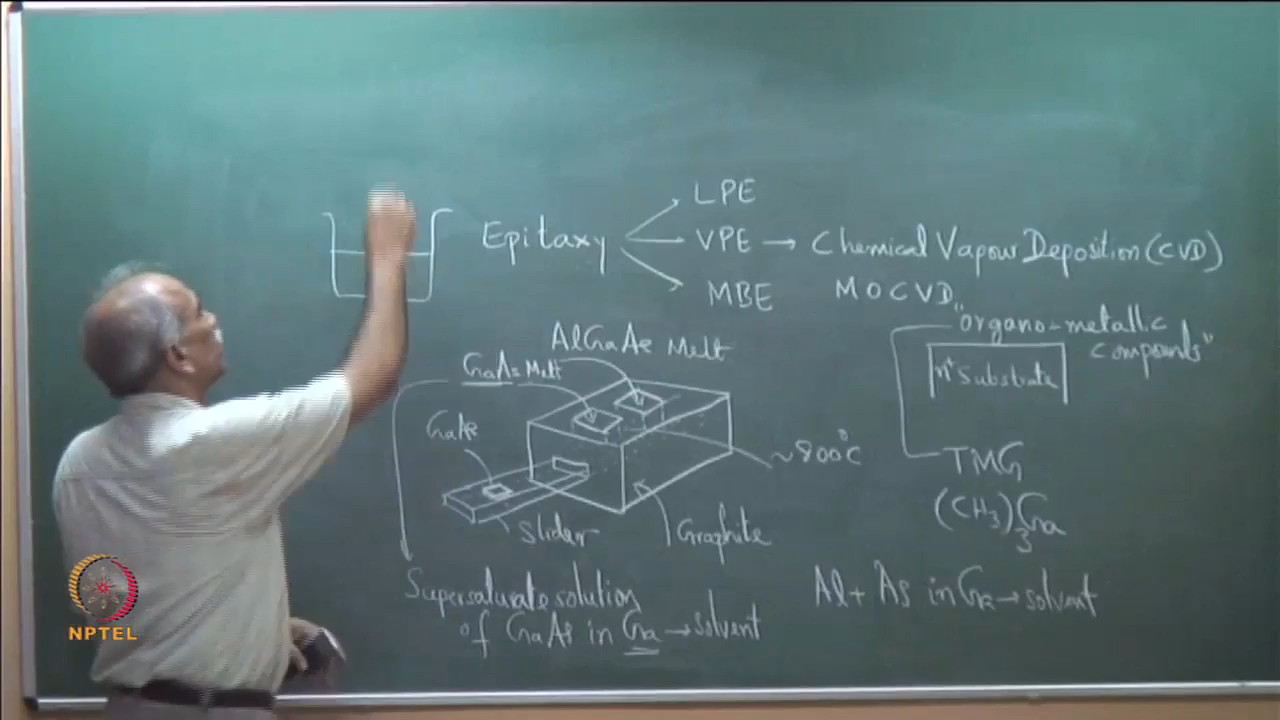 LPE
Epitaxy
VPE → Chemical Vapour Deposition (CVD)
MBE
MOCVD
"organo-metallic
compounds"
AlGaAs Melt
GaAs Melt
n+ Substrate
GaAs
~800°C
TMG
(CH3)3Ga
Slider
Graphite
Supersaturate solution
of GaAs in Ga → solvent
Al + As in Ga → solvent
NPTEL